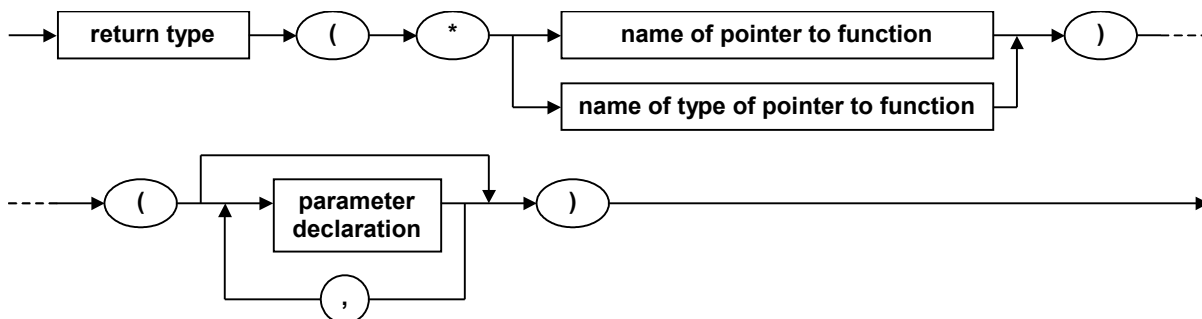 return type ( * name of pointer to function )
name of type of pointer to function
( parameter declaration )
,